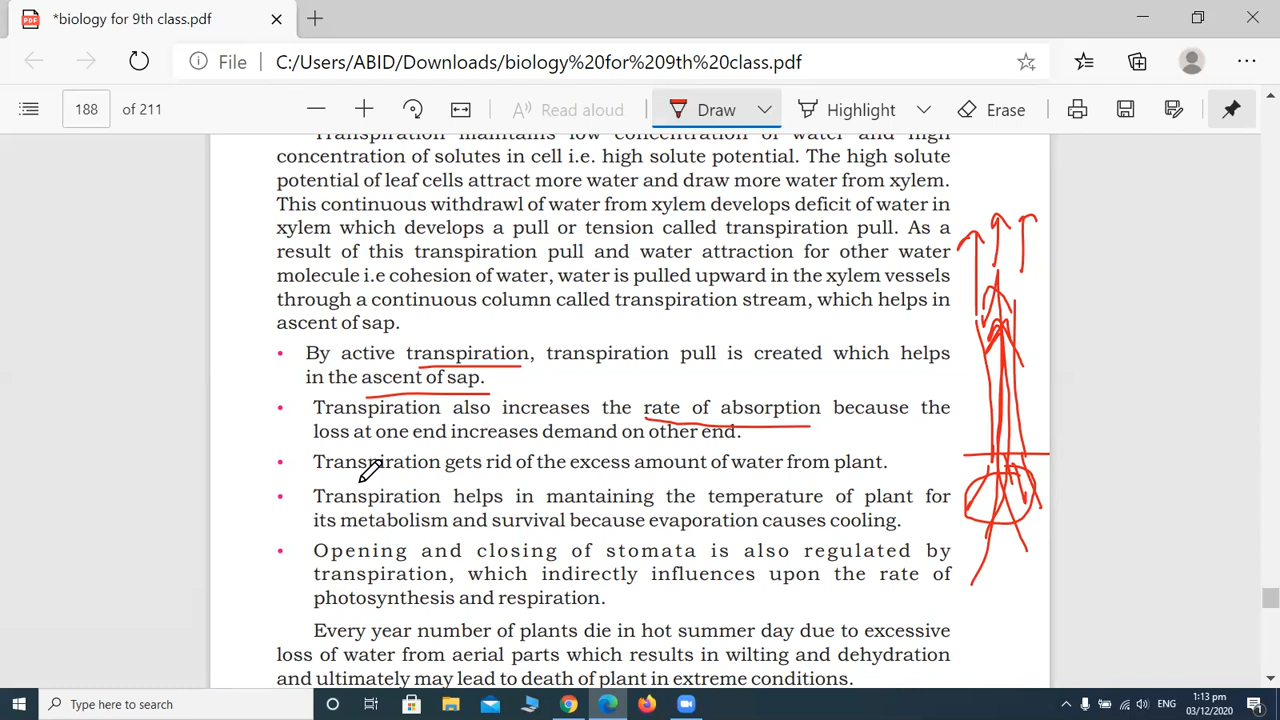 *biology for 9th class.pdf
File C:/Users/ABID/Downloads/biology%20for%209th%20class.pdf
188 of 211 Read aloud Draw Highlight Erase
Transpiration maintains low concentration of water and high
concentration of solutes in cell i.e. high solute potential. The high solute
potential of leaf cells attract more water and draw more water from xylem.
This continuous withdrawl of water from xylem develops deficit of water in
xylem which develops a pull or tension called transpiration pull. As a
result of this transpiration pull and water attraction for other water
molecule i.e cohesion of water, water is pulled upward in the xylem vessels
through a continuous column called transpiration stream, which helps in
ascent of sap.
• By active transpiration, transpiration pull is created which helps
in the ascent of sap.
• Transpiration also increases the rate of absorption because the
loss at one end increases demand on other end.
• Transpiration gets rid of the excess amount of water from plant.
• Transpiration helps in mantaining the temperature of plant for
its metabolism and survival because evaporation causes cooling.
• Opening and closing of stomata is also regulated by
transpiration, which indirectly influences upon the rate of
photosynthesis and respiration.
Every year number of plants die in hot summer day due to excessive
loss of water from aerial parts which results in wilting and dehydration
and ultimately may lead to death of plant in extreme conditions.
Type here to search
ENG
1:13 pm
03/12/2020